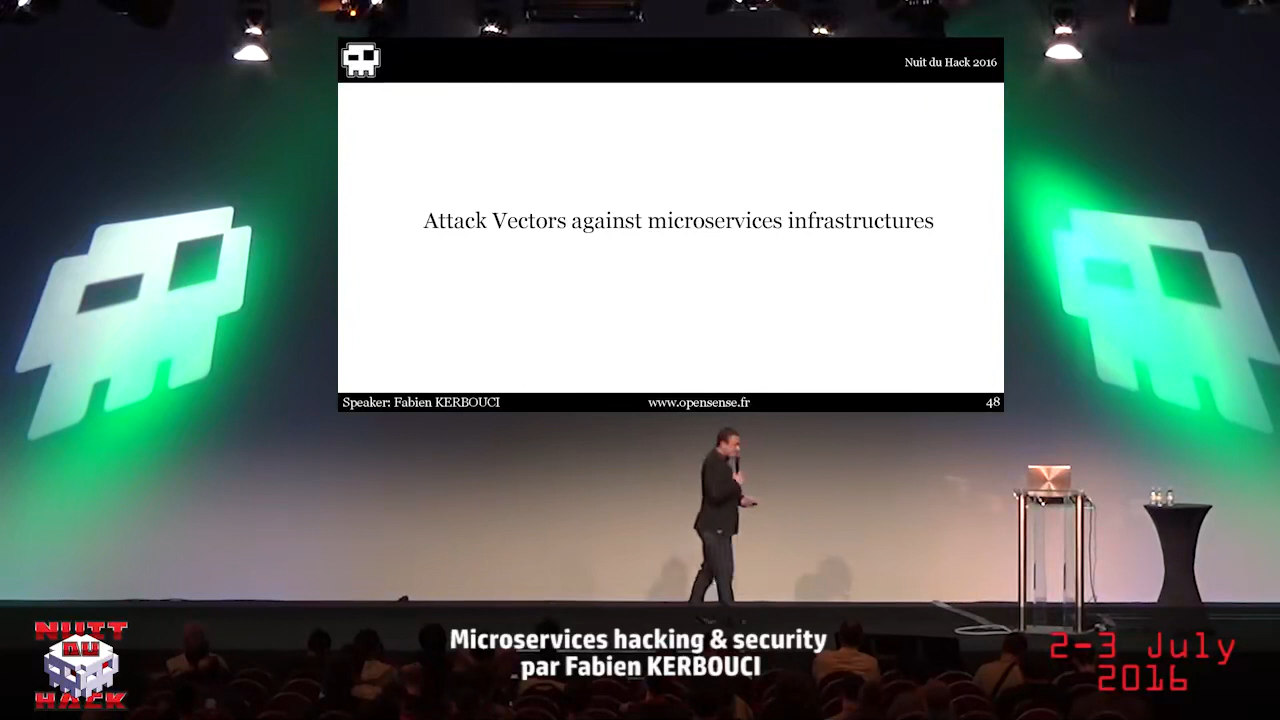 Nuit du Hack 2016
Attack Vectors against microservices infrastructures
Speaker: Fabien KERBOUCI
www.opensense.fr
48
NUIT
DU
HACK
Microservices hacking & security
par Fabien KERBOUCI
2-3 July
2016